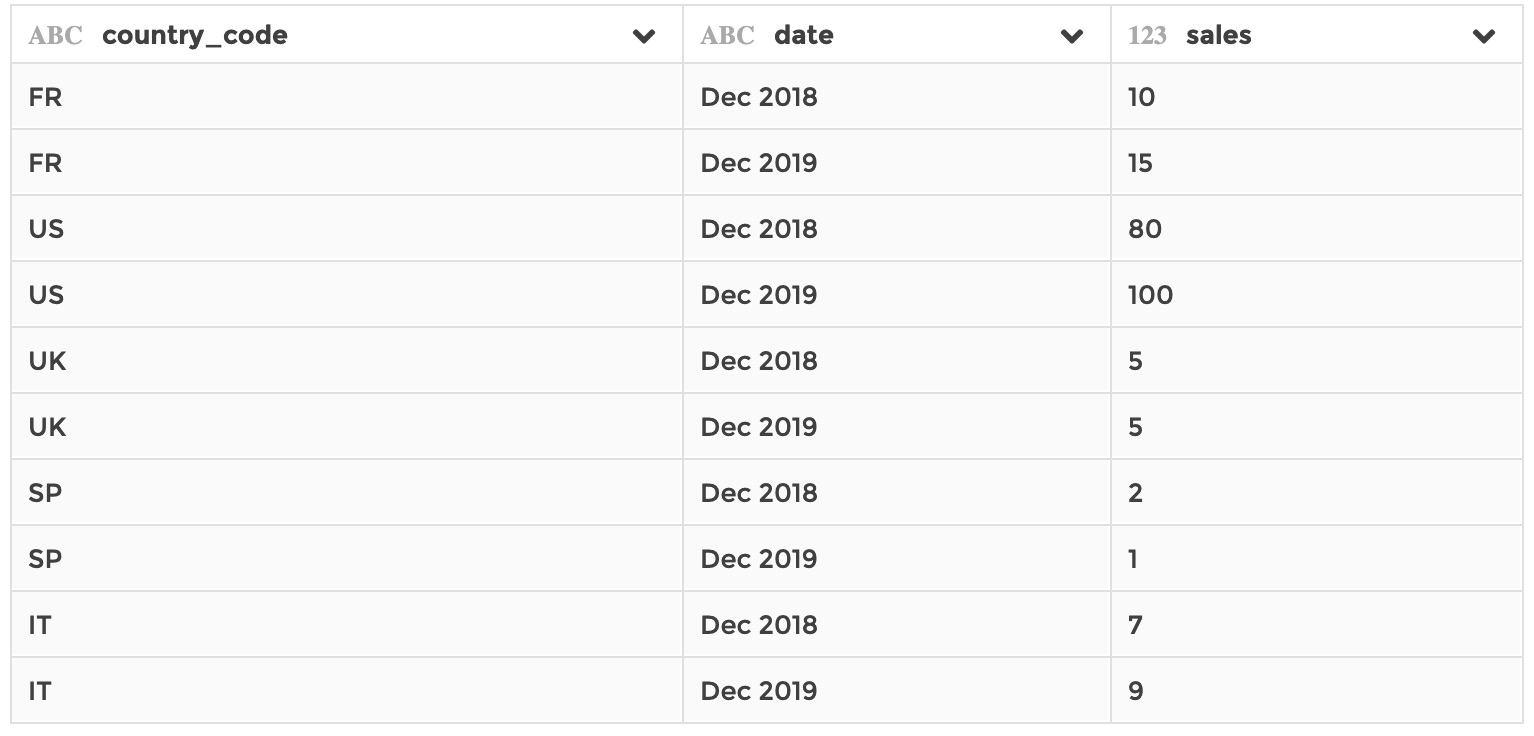 ABC country_code ABC date 123 sales
FR Dec 2018 10
FR Dec 2019 15
US Dec 2018 80
US Dec 2019 100
UK Dec 2018 5
UK Dec 2019 5
SP Dec 2018 2
SP Dec 2019 1
IT Dec 2018 7
IT Dec 2019 9